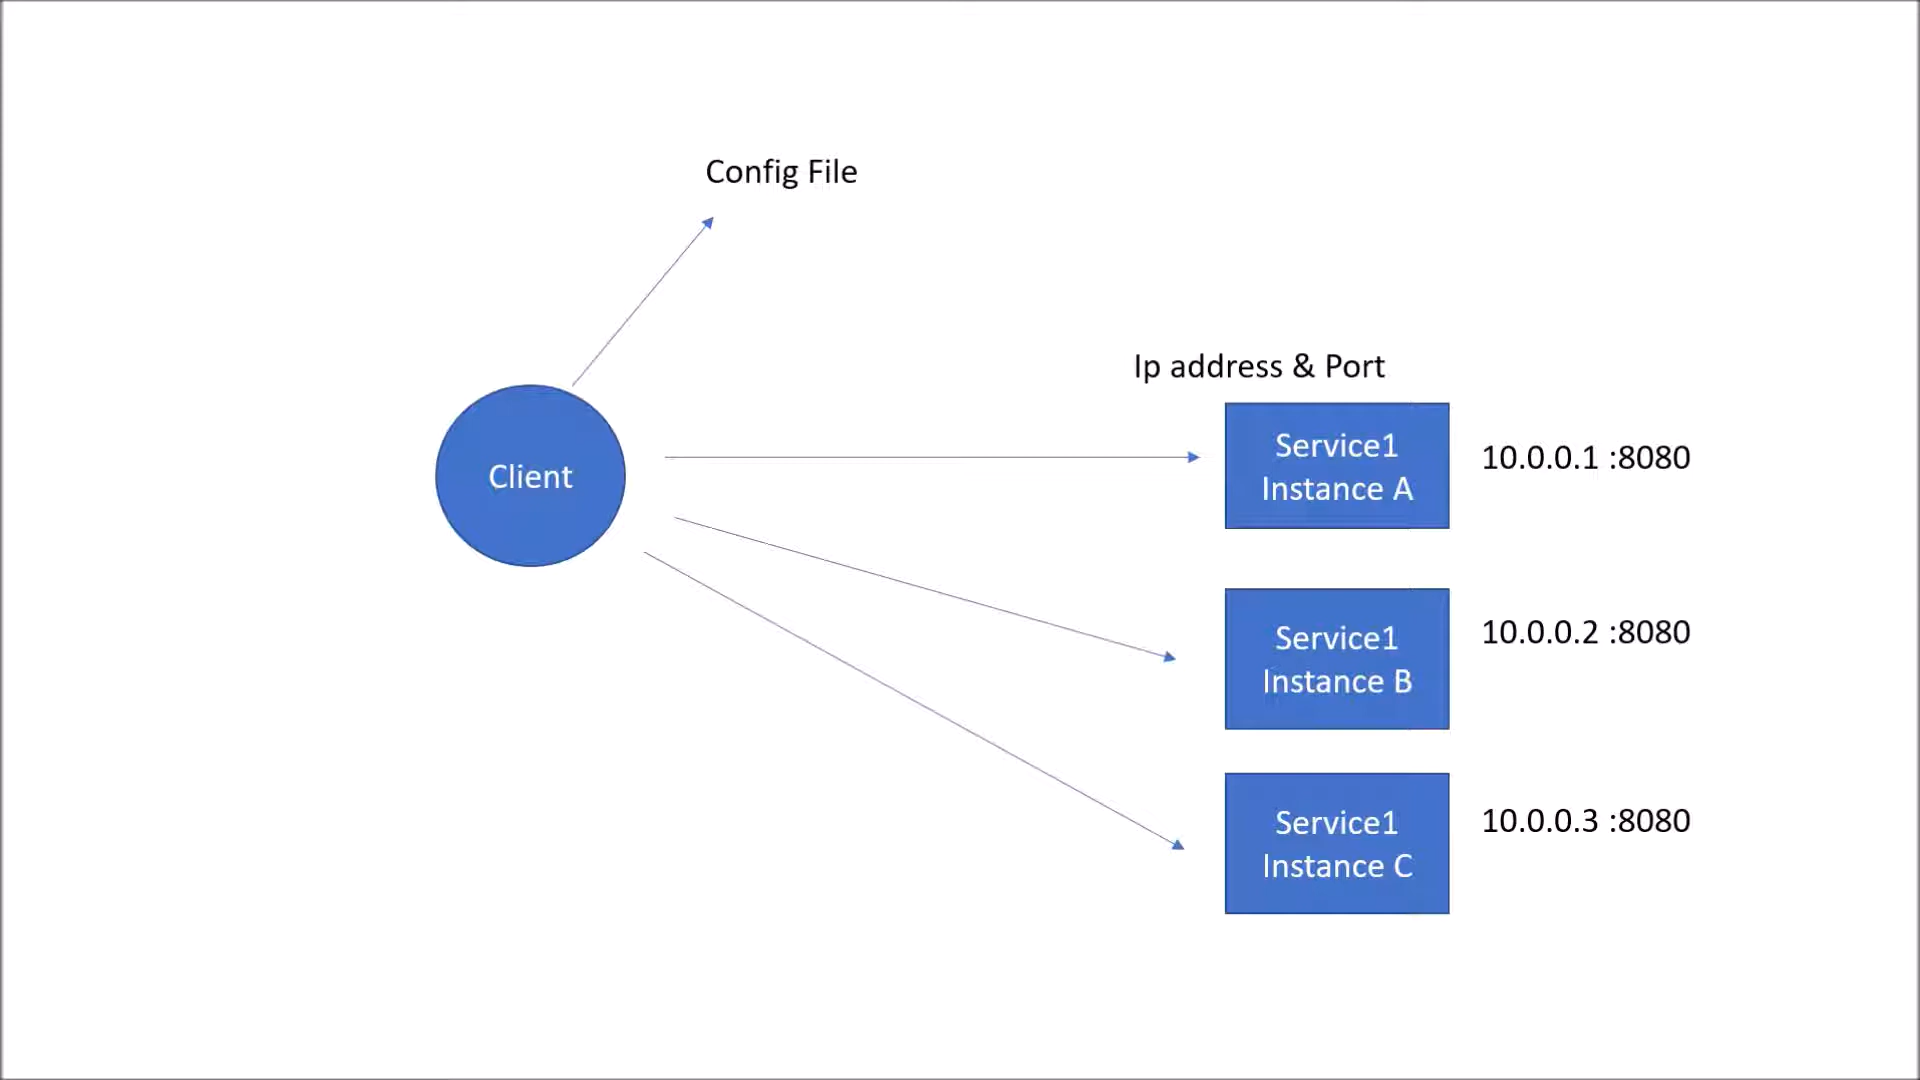 Config File
Client
Ip address & Port
Service1
Instance A
10.0.0.1 :8080
Service1
Instance B
10.0.0.2 :8080
Service1
Instance C
10.0.0.3 :8080